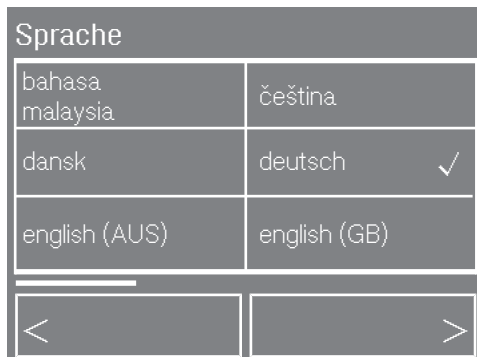 Sprache
bahasa
malaysia
čeština
dansk
deutsch ✓
english (AUS)
english (GB)
<
>